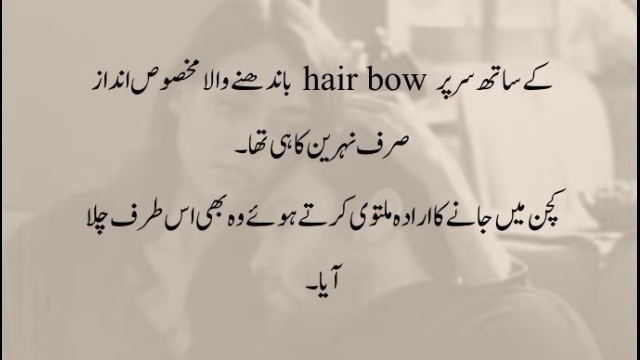 کے ساتھ سر پر hair bow باندھنے والا مخصوص انداز
صرف نہرین کا ہی تھا۔
کچن میں جانے کا ارادہ ملتوی کرتے ہوئے وہ بھی اس طرف چلا
آیا۔